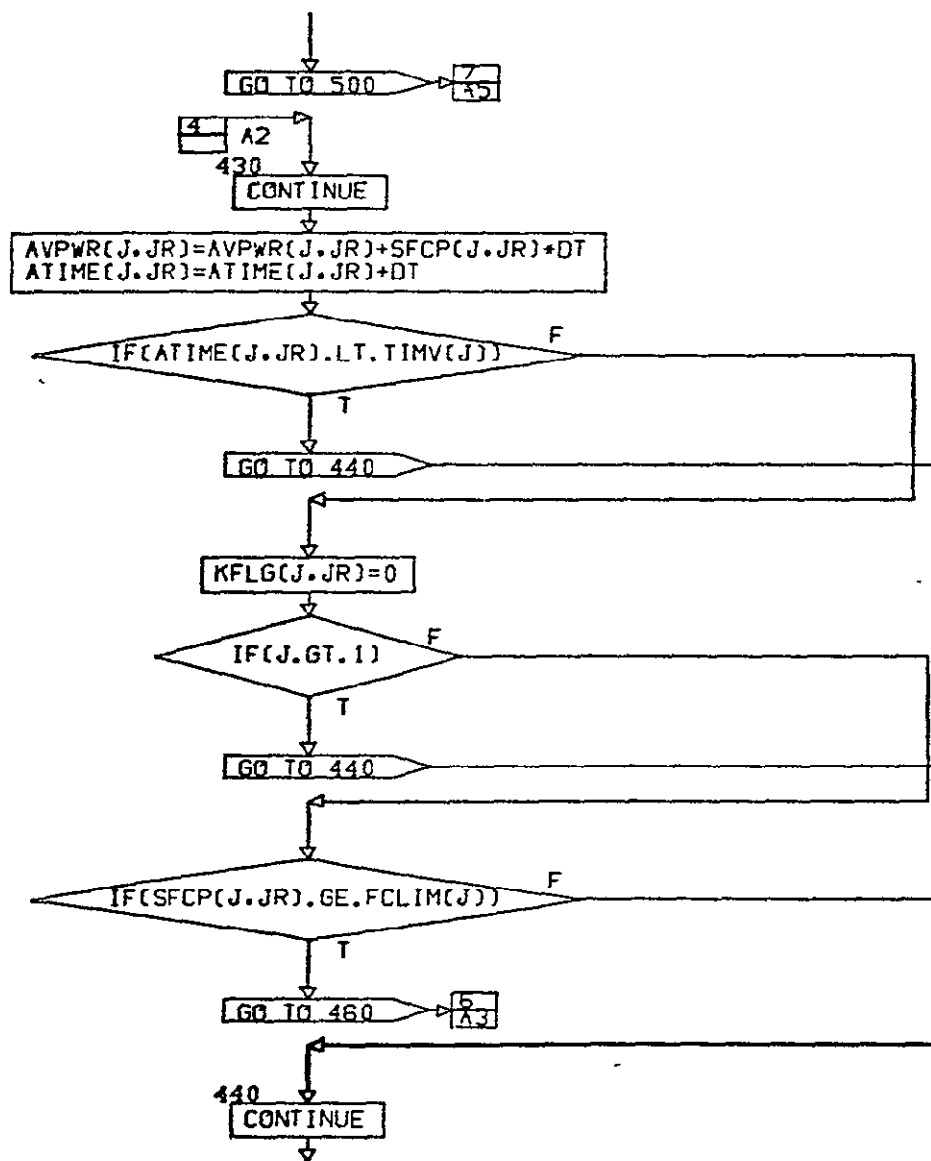 GO TO 500
7
A5
4
A2
430
CONTINUE
AVPWR(J.JR)=AVPWR(J.JR)+SFCP(J.JR)*DT
ATIME(J.JR)=ATIME(J.JR)+DT
IF(ATIME(J.JR).LT.TIMV(J))
F
T
GO TO 440
KFLG(J.JR)=0
IF(J.GT.1)
F
T
GO TO 440
IF(SFCP(J.JR).GE.FCLIM(J))
F
T
GO TO 460
6
A3
440
CONTINUE